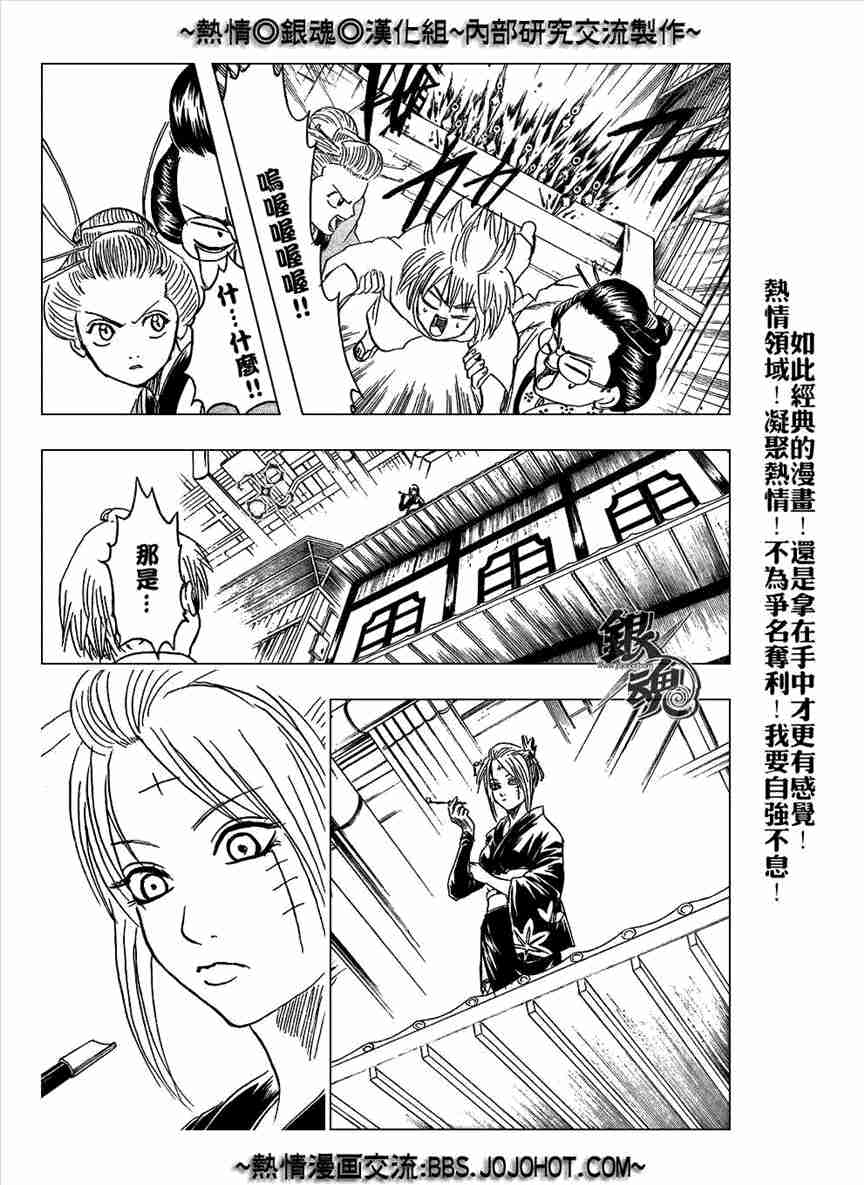 ~熱情◎銀魂◎漢化組~內部研究交流製作~
嗚喔喔喔喔!!
什…什麼!!
那是…
銀魂
www.jojohot.com
如此經典的漫畫！還是拿在手中才更有感覺！
熱情領域！凝聚熱情！不為爭名奪利！我要自強不息！
~熱情漫画交流:BBS.JOJOHOT.COM~